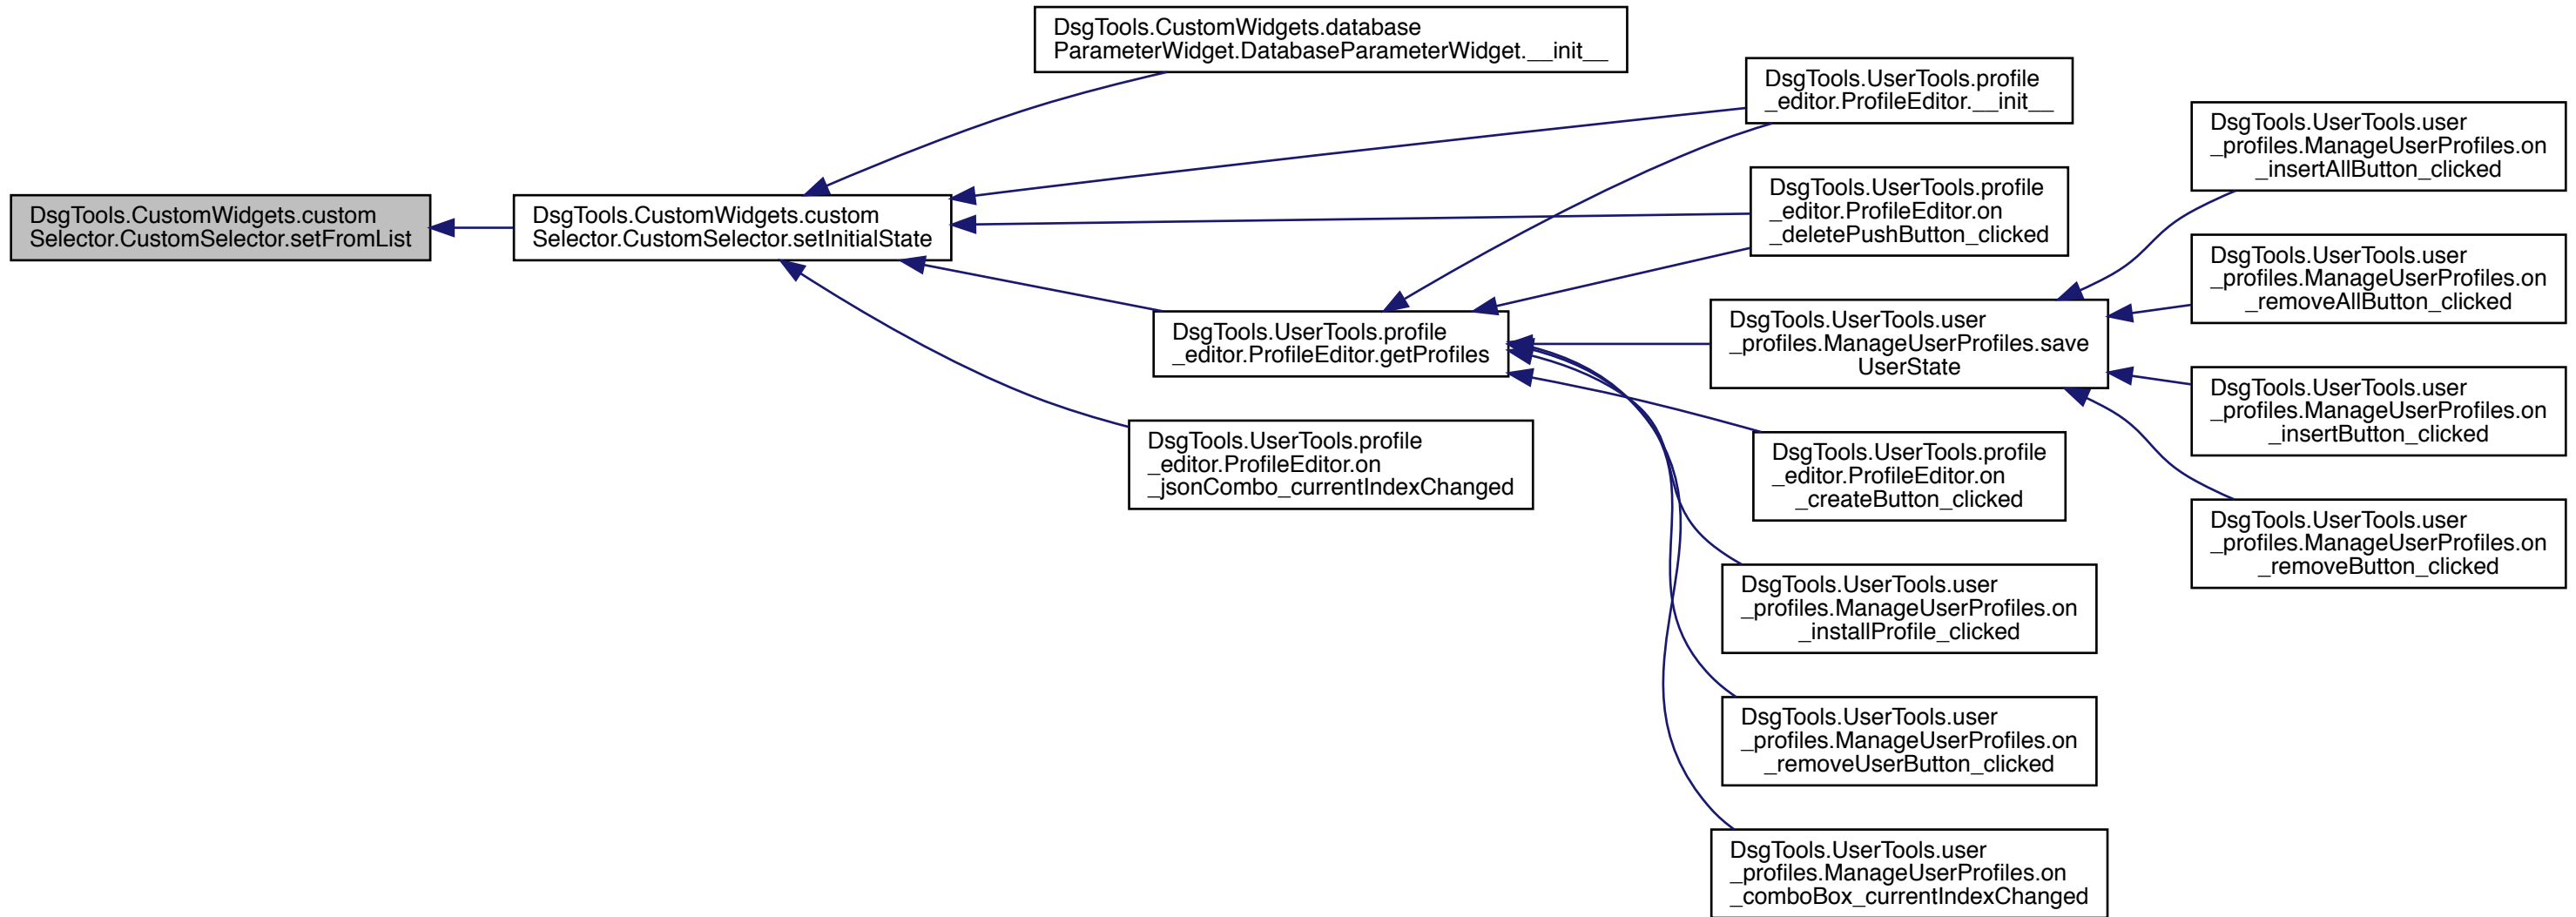 DsgTools.CustomWidgets.database
ParameterWidget.DatabaseParameterWidget.__init__
DsgTools.UserTools.profile
_editor.ProfileEditor.__init__
DsgTools.UserTools.user
_profiles.ManageUserProfiles.on
_insertAllButton_clicked
DsgTools.CustomWidgets.custom
Selector.CustomSelector.setFromList
DsgTools.CustomWidgets.custom
Selector.CustomSelector.setInitialState
DsgTools.UserTools.profile
_editor.ProfileEditor.on
_deletePushButton_clicked
DsgTools.UserTools.user
_profiles.ManageUserProfiles.on
_removeAllButton_clicked
DsgTools.UserTools.profile
_editor.ProfileEditor.getProfiles
DsgTools.UserTools.user
_profiles.ManageUserProfiles.save
UserState
DsgTools.UserTools.user
_profiles.ManageUserProfiles.on
_insertButton_clicked
DsgTools.UserTools.profile
_editor.ProfileEditor.on
_jsonCombo_currentIndexChanged
DsgTools.UserTools.profile
_editor.ProfileEditor.on
_createButton_clicked
DsgTools.UserTools.user
_profiles.ManageUserProfiles.on
_removeButton_clicked
DsgTools.UserTools.user
_profiles.ManageUserProfiles.on
_installProfile_clicked
DsgTools.UserTools.user
_profiles.ManageUserProfiles.on
_removeUserButton_clicked
DsgTools.UserTools.user
_profiles.ManageUserProfiles.on
_comboBox_currentIndexChanged